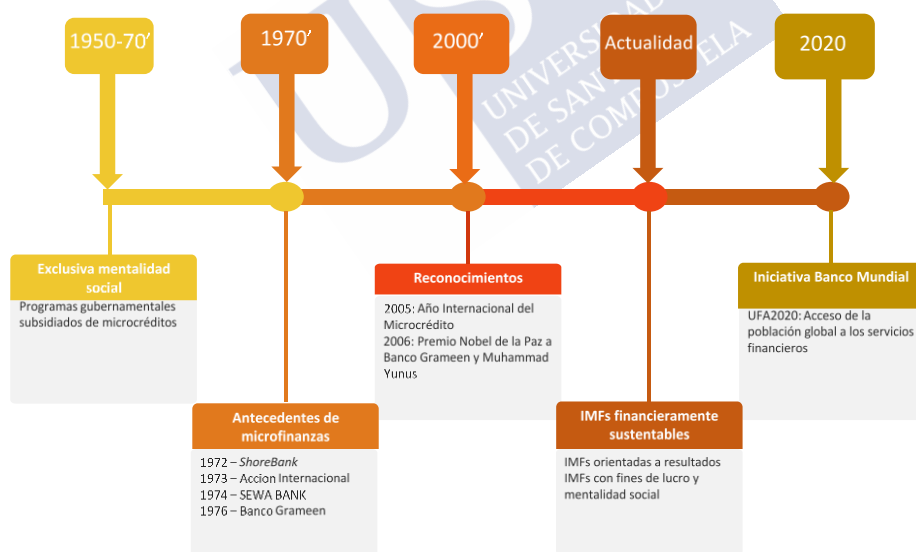 1950-70'
1970'
2000'
Actualidad
2020
UNIVERSIDAD
DE SANTIAGO
DE COMPOSTELA
Exclusiva mentalidad
social
Programas gubernamentales
subsidiados de microcréditos
Antecedentes de
microfinanzas
1972 – ShoreBank
1973 – Accion Internacional
1974 – SEWA BANK
1976 – Banco Grameen
Reconocimientos
2005: Año Internacional del
Microcrédito
2006: Premio Nobel de la Paz a
Banco Grameen y Muhammad
Yunus
IMFs financieramente
sustentables
IMFs orientadas a resultados
IMFs con fines de lucro y
mentalidad social
Iniciativa Banco Mundial
UFA2020: Acceso de la
población global a los servicios
financieros